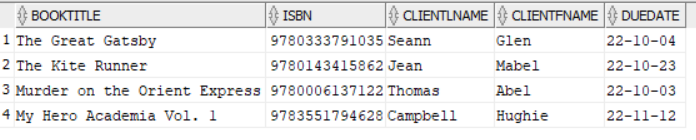 BOOKTITLE ISBN CLIENTLNAME CLIENTFNAME DUEDATE
1 The Great Gatsby 9780333791035 Seann Glen 22-10-04
2 The Kite Runner 9780143415862 Jean Mabel 22-10-23
3 Murder on the Orient Express 9780006137122 Thomas Abel 22-10-03
4 My Hero Academia Vol. 1 9783551794628 Campbell Hughie 22-11-12